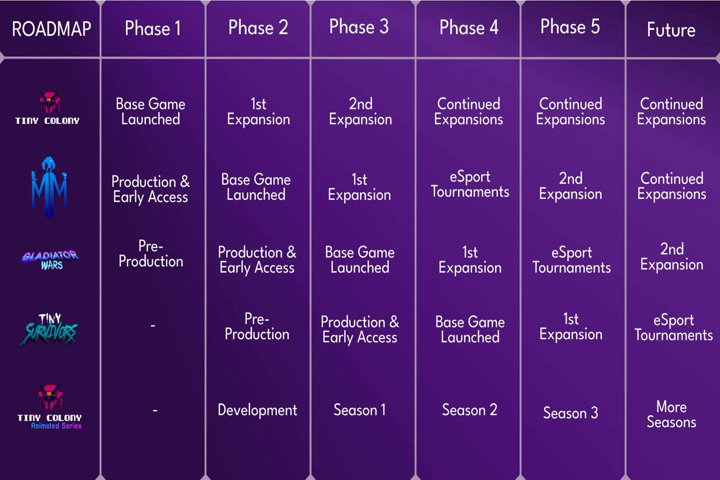 ROADMAP
Phase 1
Phase 2
Phase 3
Phase 4
Phase 5
Future
TINY COLONY
Base Game
Launched
1st
Expansion
2nd
Expansion
Continued
Expansions
Continued
Expansions
Continued
Expansions
MM
Production &
Early Access
Base Game
Launched
1st
Expansion
eSport
Tournaments
2nd
Expansion
Continued
Expansions
GLADIATOR
WARS
Pre-
Production
Production &
Early Access
Base Game
Launched
1st
Expansion
eSport
Tournaments
2nd
Expansion
TINY
SURVIVORS
-
Pre-
Production
Production &
Early Access
Base Game
Launched
1st
Expansion
eSport
Tournaments
TINY COLONY
Animated Series
-
Development
Season 1
Season 2
Season 3
More
Seasons